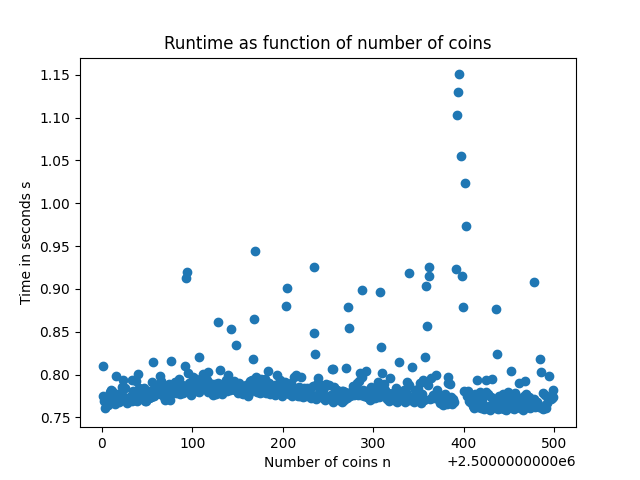 Runtime as function of number of coins
1.15
1.10
1.05
1.00
0.95
0.90
0.85
0.80
0.75
Time in seconds s
0 100 200 300 400 500
Number of coins n
+2.5000000000e6